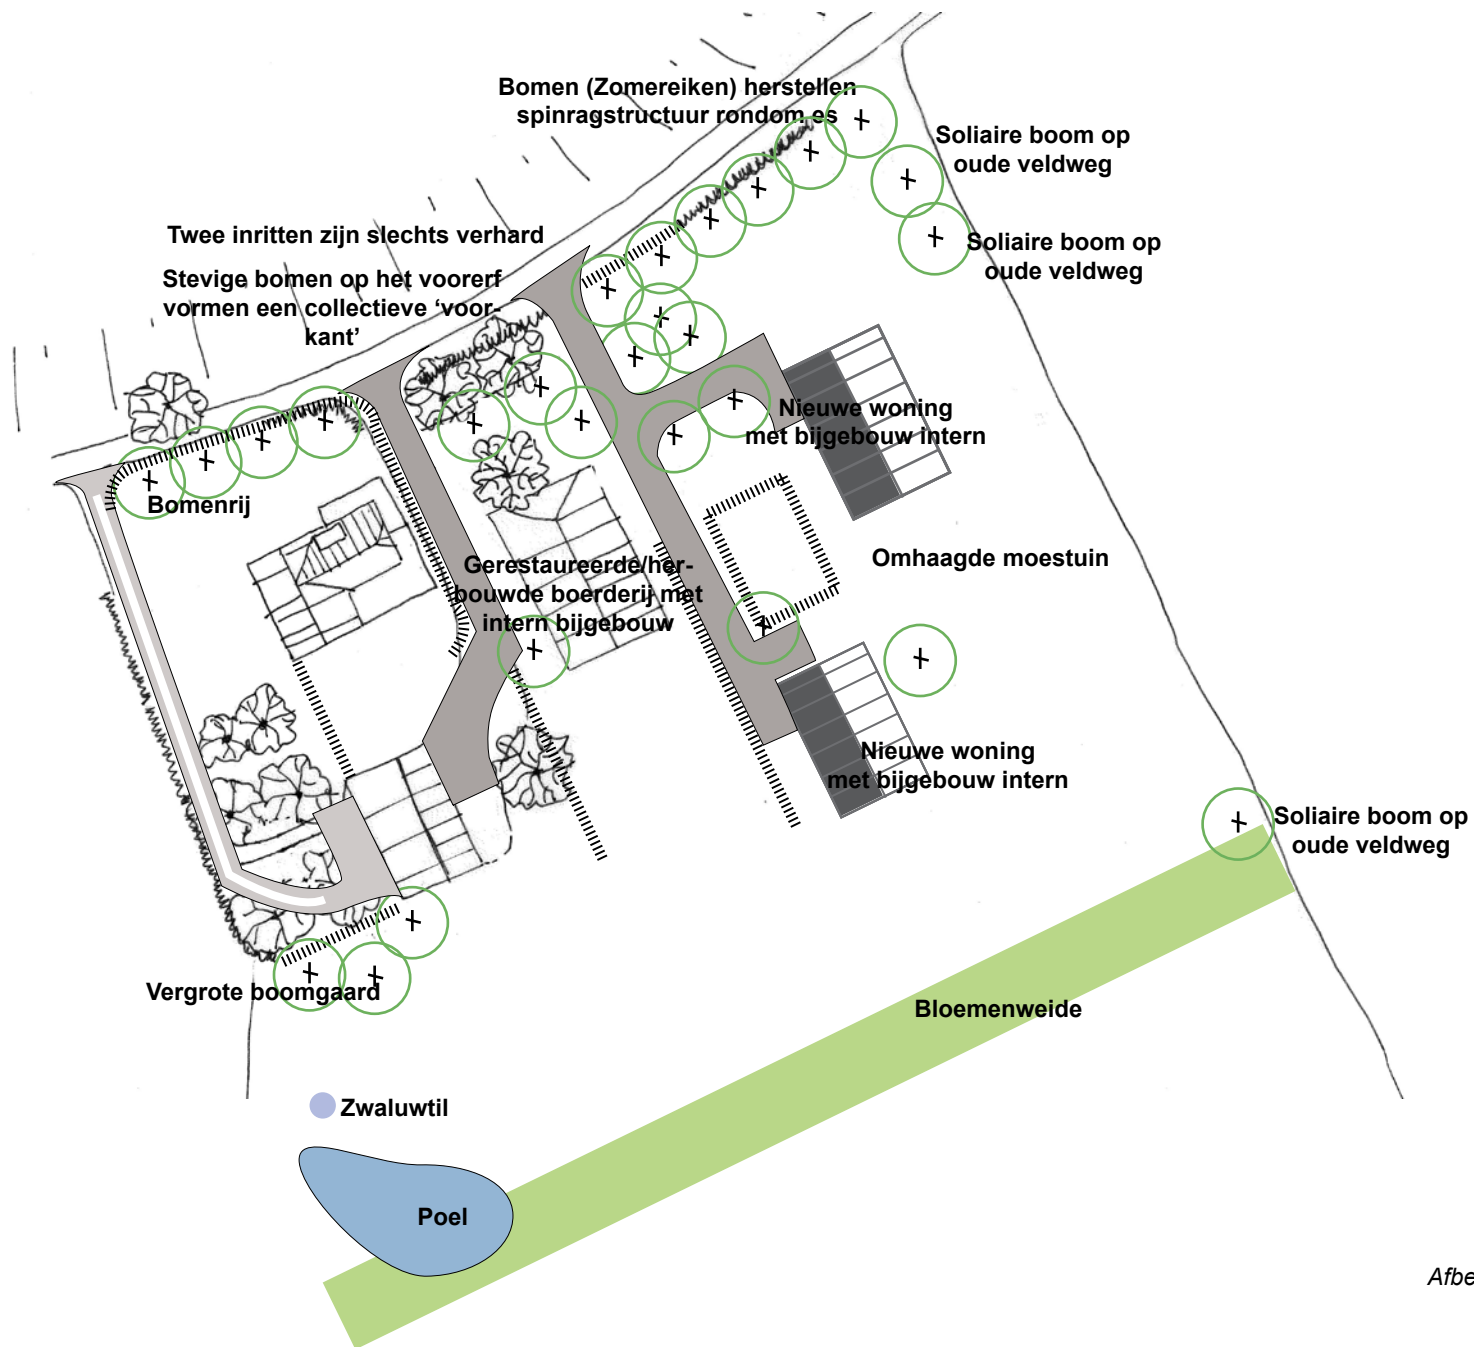 Bomen (Zomereiken) herstellen
spinragstructuur rondom es
Soliaire boom op
oude veldweg
Twee inritten zijn slechts verhard
Soliaire boom op
oude veldweg
Stevige bomen op het voorerf
vormen een collectieve ‘voor-
kant’
Nieuwe woning
met bijgebouw intern
Bomenrij
Gerestaureerde/her-
bouwde boerderij met
intern bijgebouw
Omhaagde moestuin
Nieuwe woning
met bijgebouw intern
Soliaire boom op
oude veldweg
Vergrote boomgaard
Bloemenweide
Zwaluwtil
Poel
Afbe